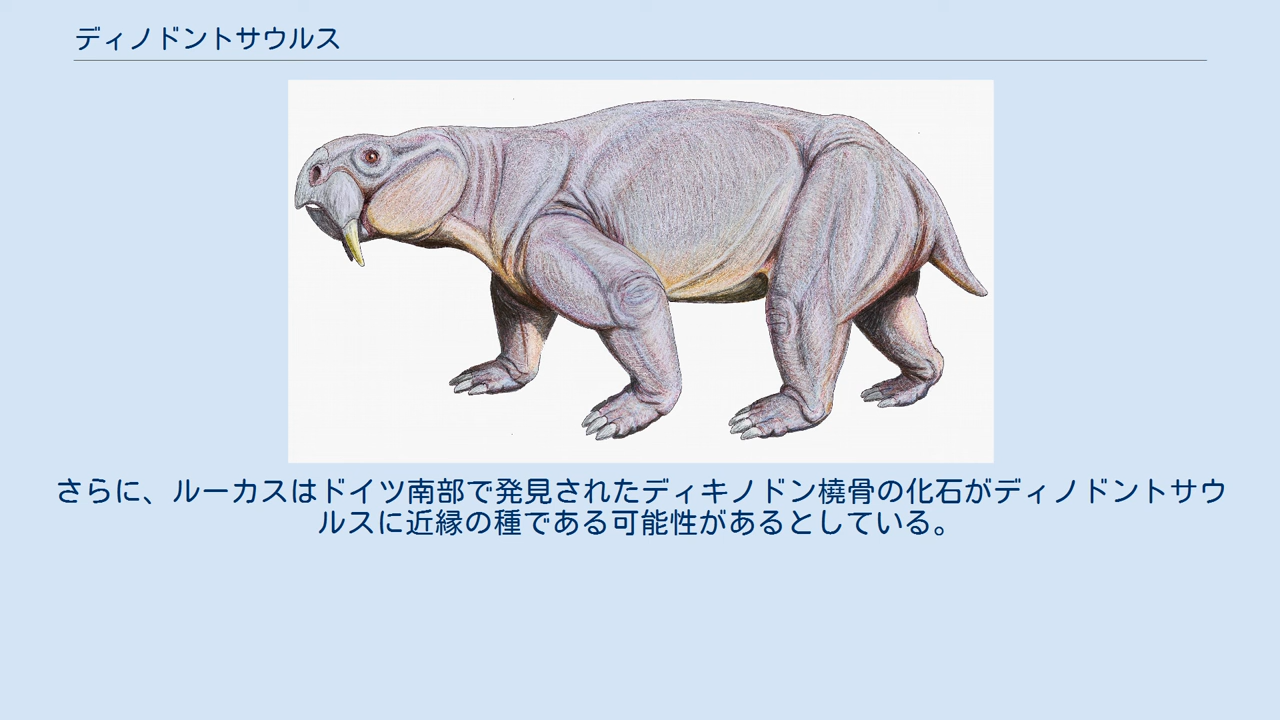 ディノドントサウルス
さらに、ルーカスはドイツ南部で発見されたディキノドン橈骨の化石がディノドントサウ
ルスに近縁の種である可能性があるとしている。